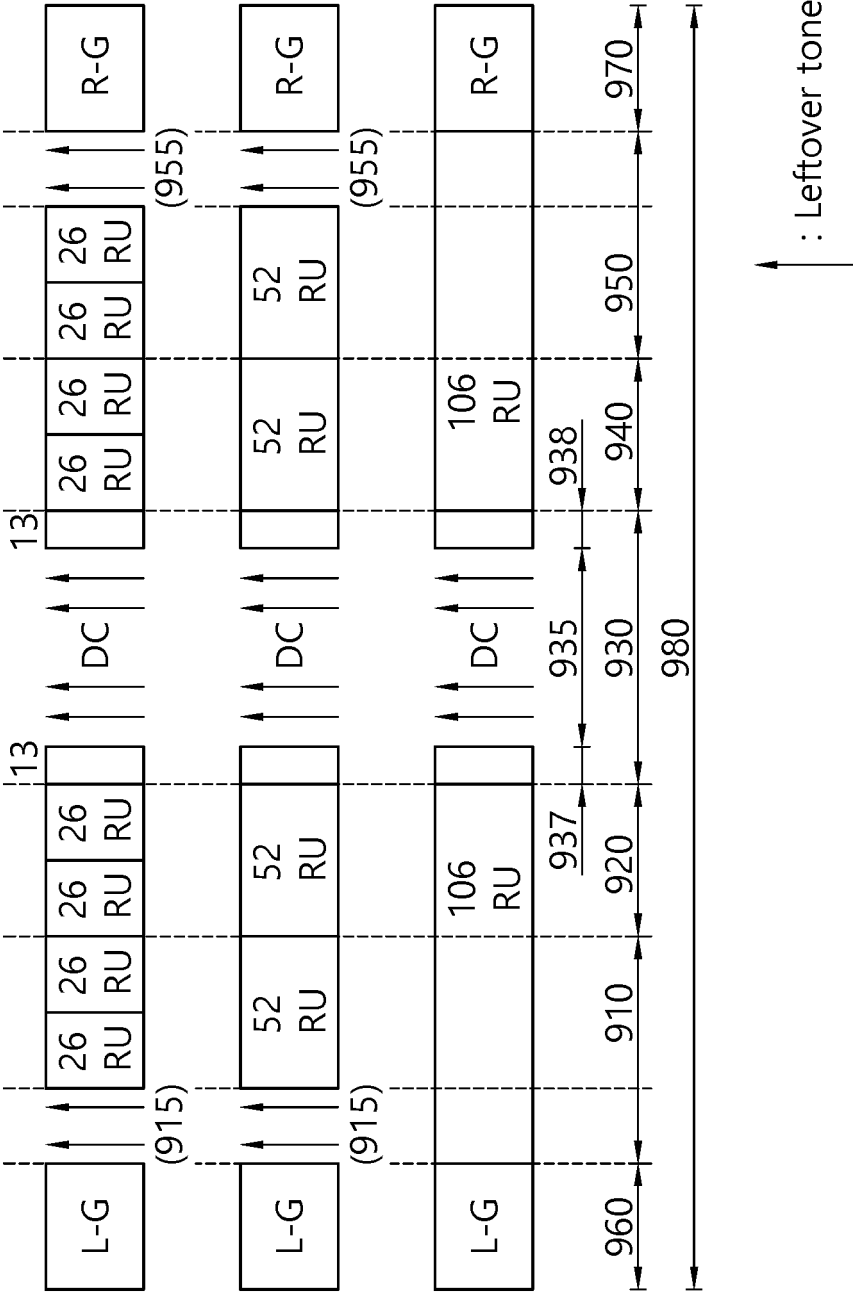 13 13
26 26 26 26 26 26 26 26
L-G DC R-G
RU RU RU RU RU RU RU RU
(915) (955)
52 52 52 52
L-G DC R-G
RU RU RU RU
(915) (955)
106 106
L-G DC R-G
RU RU
937 935 938
960 910 920 930 940 950 970
980
: Leftover tone